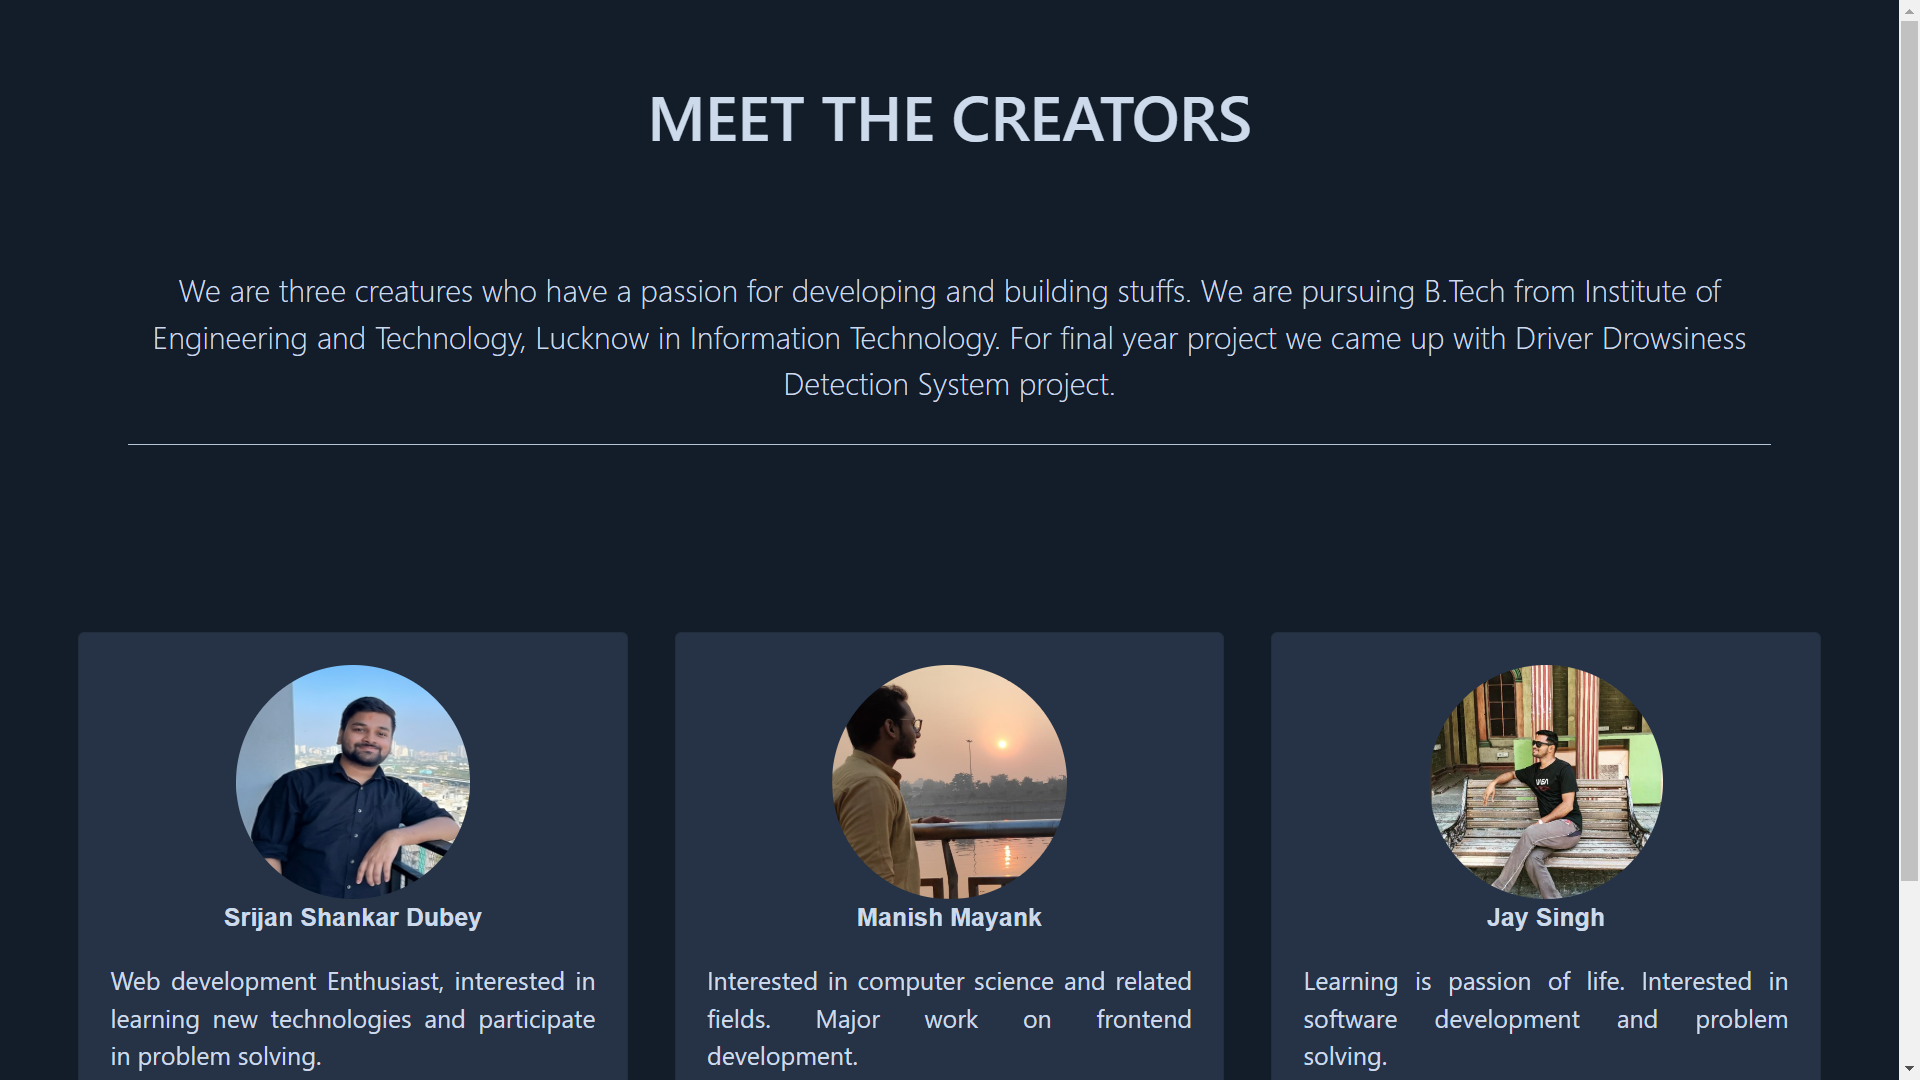 MEET THE CREATORS
We are three creatures who have a passion for developing and building stuffs. We are pursuing B.Tech from Institute of
Engineering and Technology, Lucknow in Information Technology. For final year project we came up with Driver Drowsiness
Detection System project.
Srijan Shankar Dubey
Web development Enthusiast, interested in
learning new technologies and participate
in problem solving.
Manish Mayank
Interested in computer science and related
fields. Major work on frontend
development.
Jay Singh
Learning is passion of life. Interested in
software development and problem
solving.